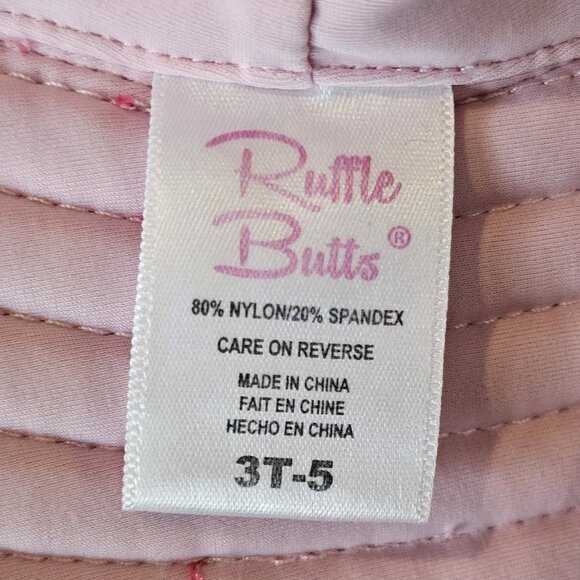 Ruffle
Butts®
80% NYLON/20% SPANDEX
CARE ON REVERSE
MADE IN CHINA
FAIT EN CHINE
HECHO EN CHINA
3T-5